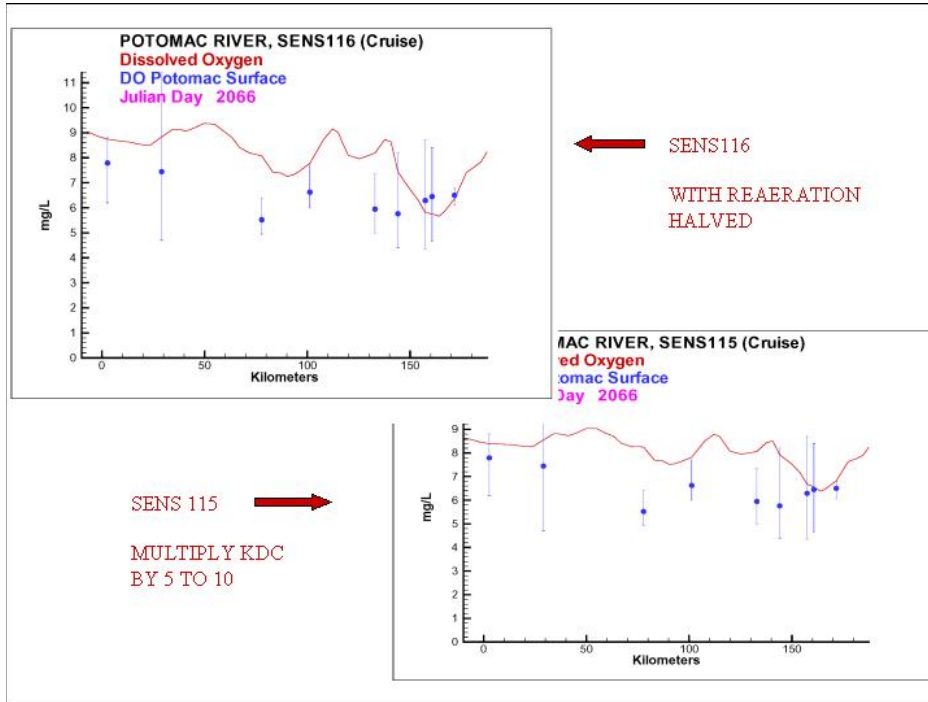 POTOMAC RIVER, SENS116 (Cruise)
Dissolved Oxygen
DO Potomac Surface
Julian Day 2066
11
10
9
8
7
6
5
4
3
2
1
0
mg/L
0 50 100 150
Kilometers
SENS116
WITH REAERATION
HALVED
MAC RIVER, SENS115 (Cruise)
red Oxygen
tomac Surface
Day 2066
9
8
7
6
5
4
3
2
1
0
mg/L
0 50 100 150
Kilometers
SENS 115
MULTIPLY KDC
BY 5 TO 10